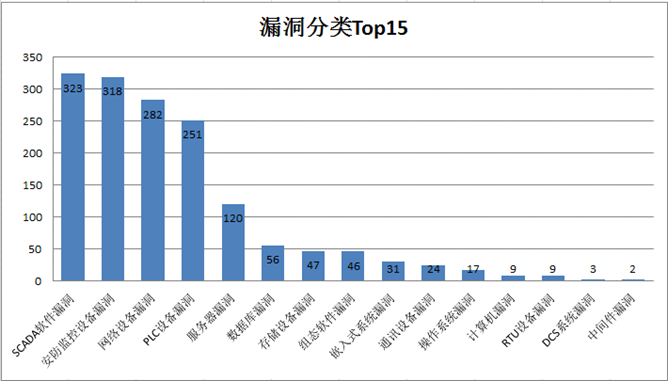 漏洞分类Top15
350
300
250
200
150
100
50
0
323
318
282
251
120
56
47
46
31
24
17
9
9
3
2
SCADA软件漏洞
安防监控设备漏洞
网络设备漏洞
PLC设备漏洞
服务器漏洞
数据库漏洞
存储设备漏洞
组态软件漏洞
嵌入式系统漏洞
通讯设备漏洞
操作系统漏洞
计算机漏洞
RTU设备漏洞
DCS系统漏洞
中间件漏洞